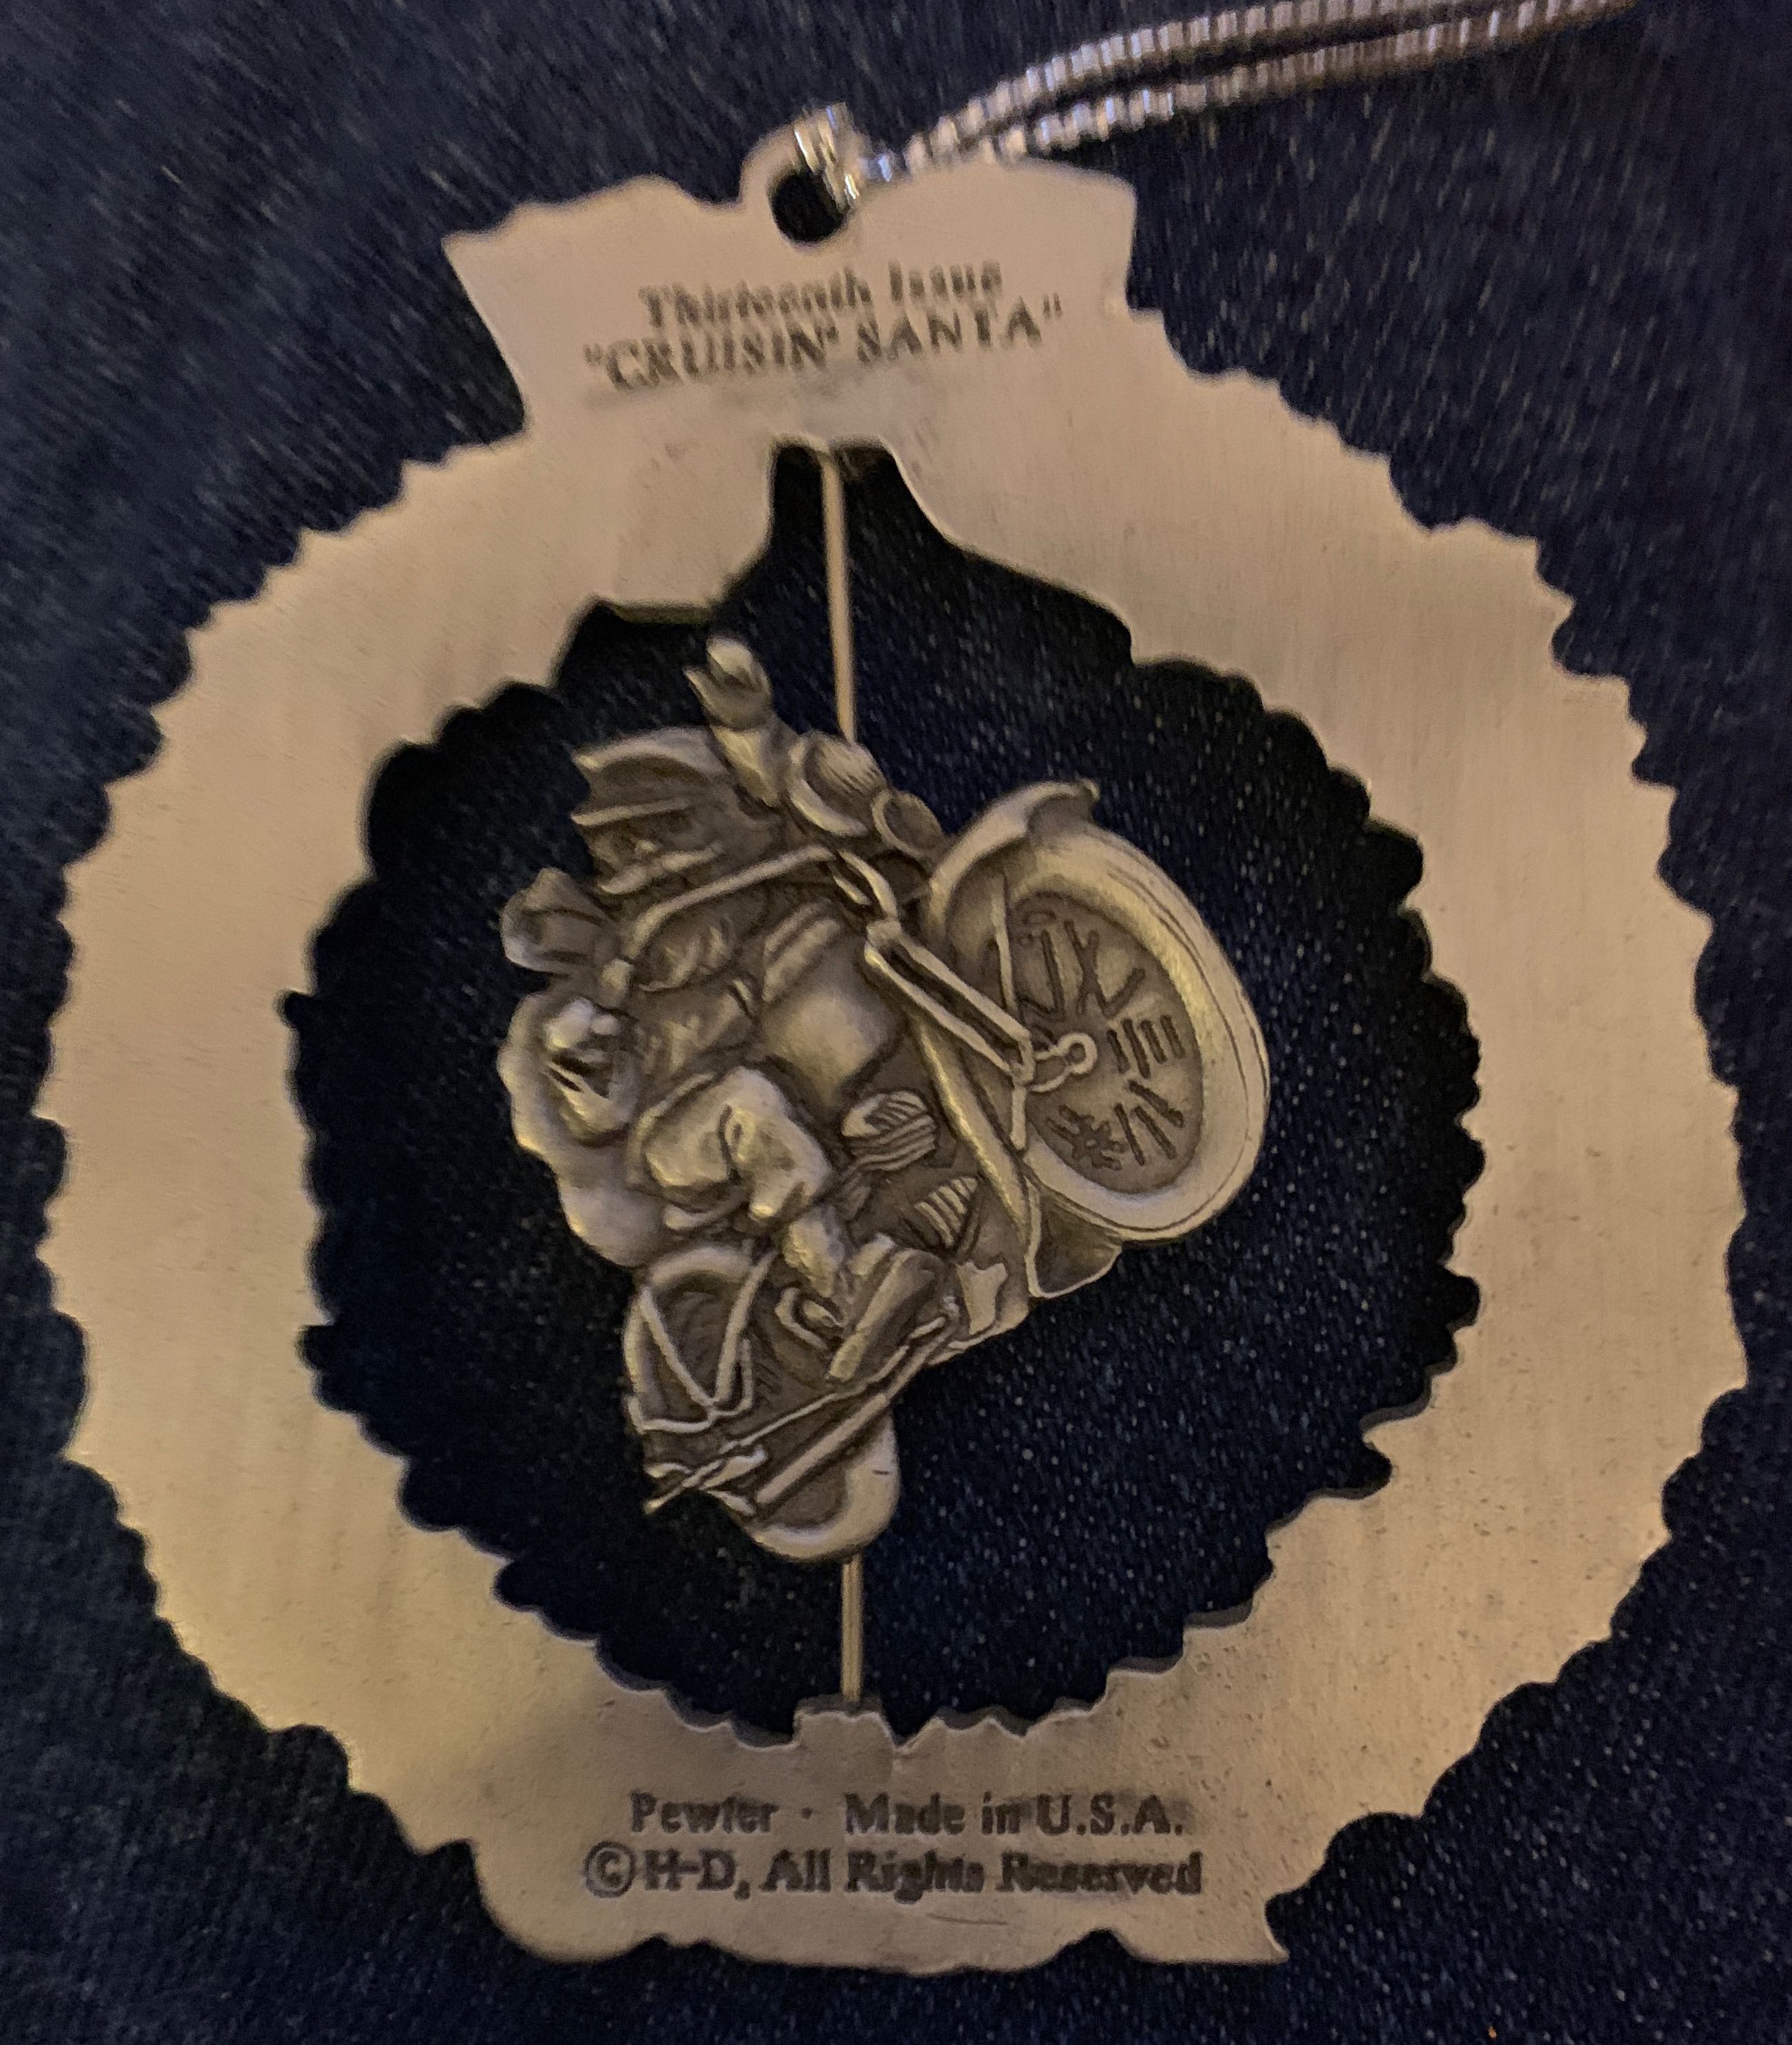 Thirteenth Issue
"CRUISIN' SANTA"
Pewter · Made in U.S.A.
©H-D, All Rights Reserved